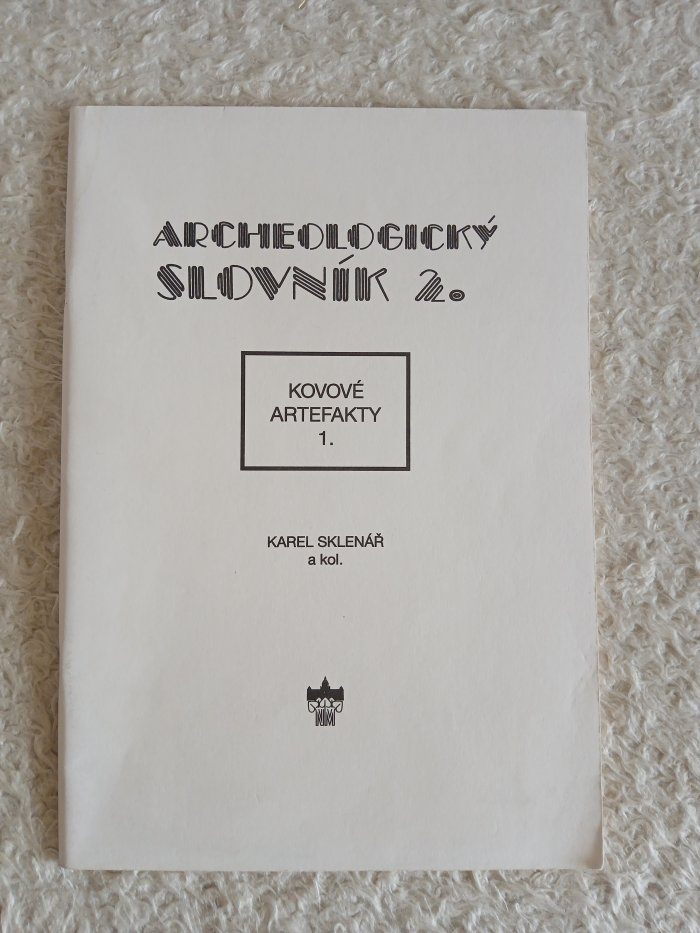 ARCHEOLOGICKÝ
SLOVNÍK 2.
KOVOVÉ
ARTEFAKTY
1.
KAREL SKLENÁŘ
a kol.
NM